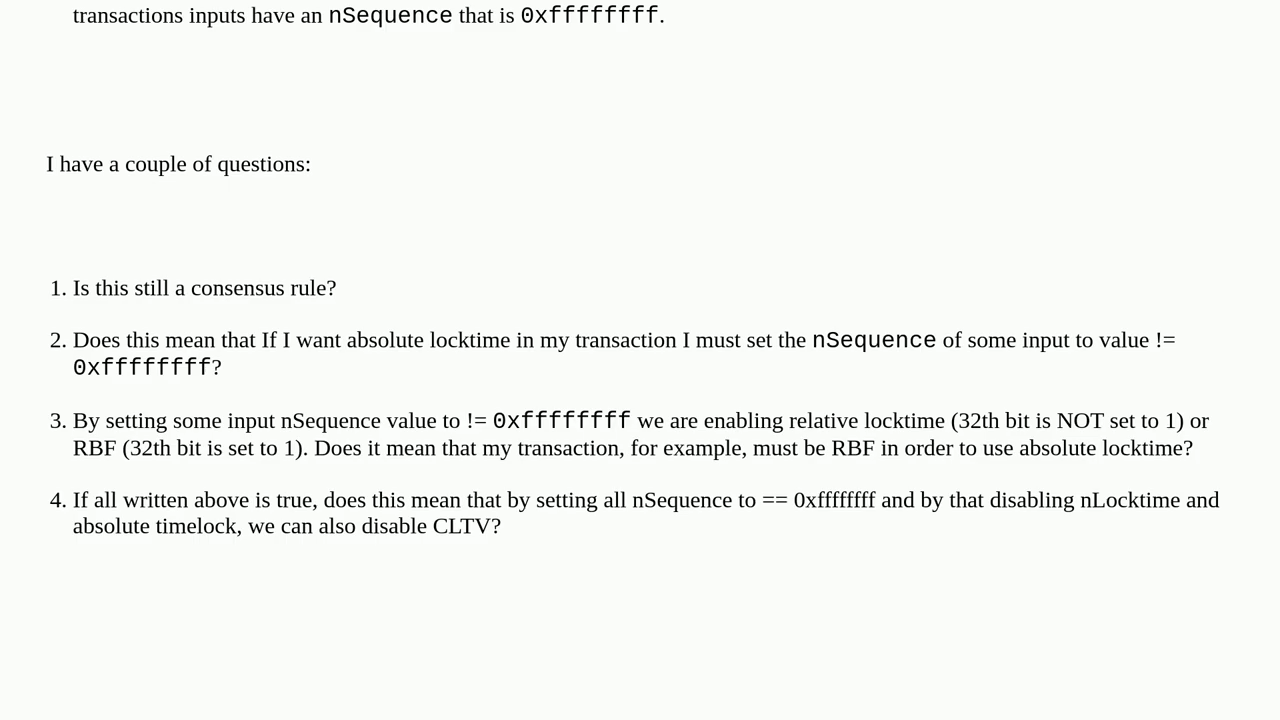 transactions inputs have an nSequence that is 0xffffffff.
I have a couple of questions:
1. Is this still a consensus rule?
2. Does this mean that If I want absolute locktime in my transaction I must set the nSequence of some input to value !=
0xffffffff?
3. By setting some input nSequence value to != 0xffffffff we are enabling relative locktime (32th bit is NOT set to 1) or
RBF (32th bit is set to 1). Does it mean that my transaction, for example, must be RBF in order to use absolute locktime?
4. If all written above is true, does this mean that by setting all nSequence to == 0xffffffff and by that disabling nLocktime and
absolute timelock, we can also disable CLTV?